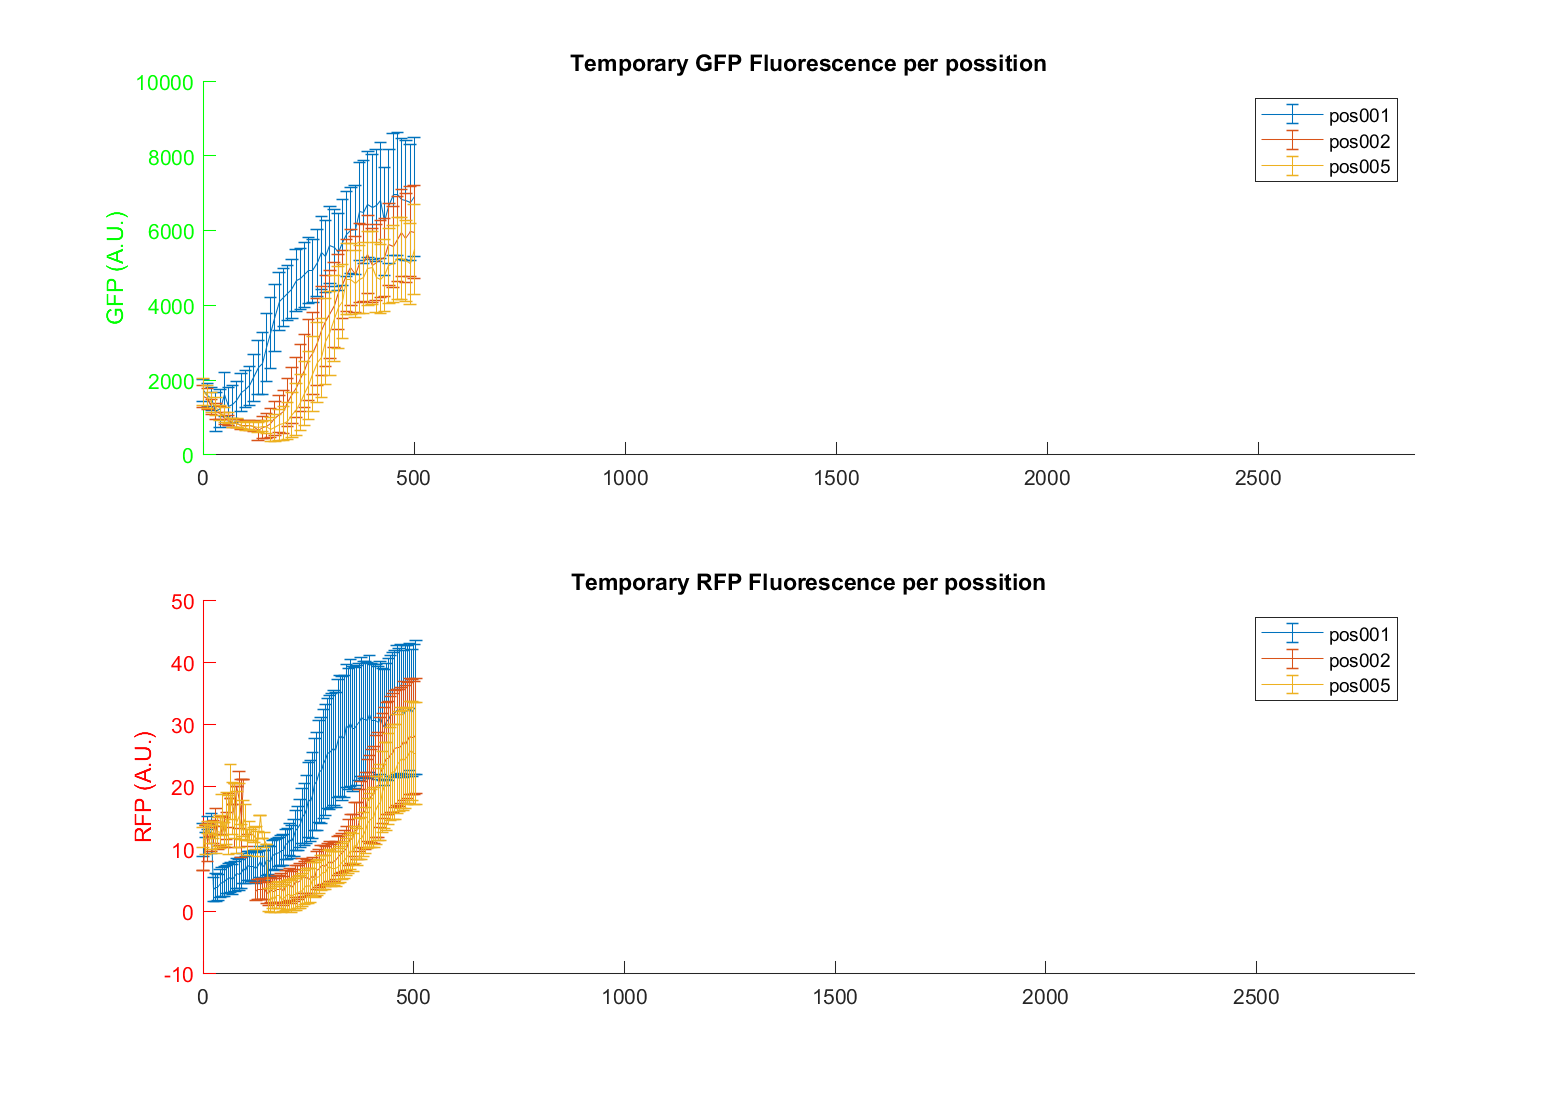 Temporary GFP Fluorescence per possition
10000
8000
6000
4000
2000
0
GFP (A.U.)
pos001
pos002
pos005
0 500 1000 1500 2000 2500
Temporary RFP Fluorescence per possition
50
40
30
20
10
0
-10
RFP (A.U.)
pos001
pos002
pos005
0 500 1000 1500 2000 2500